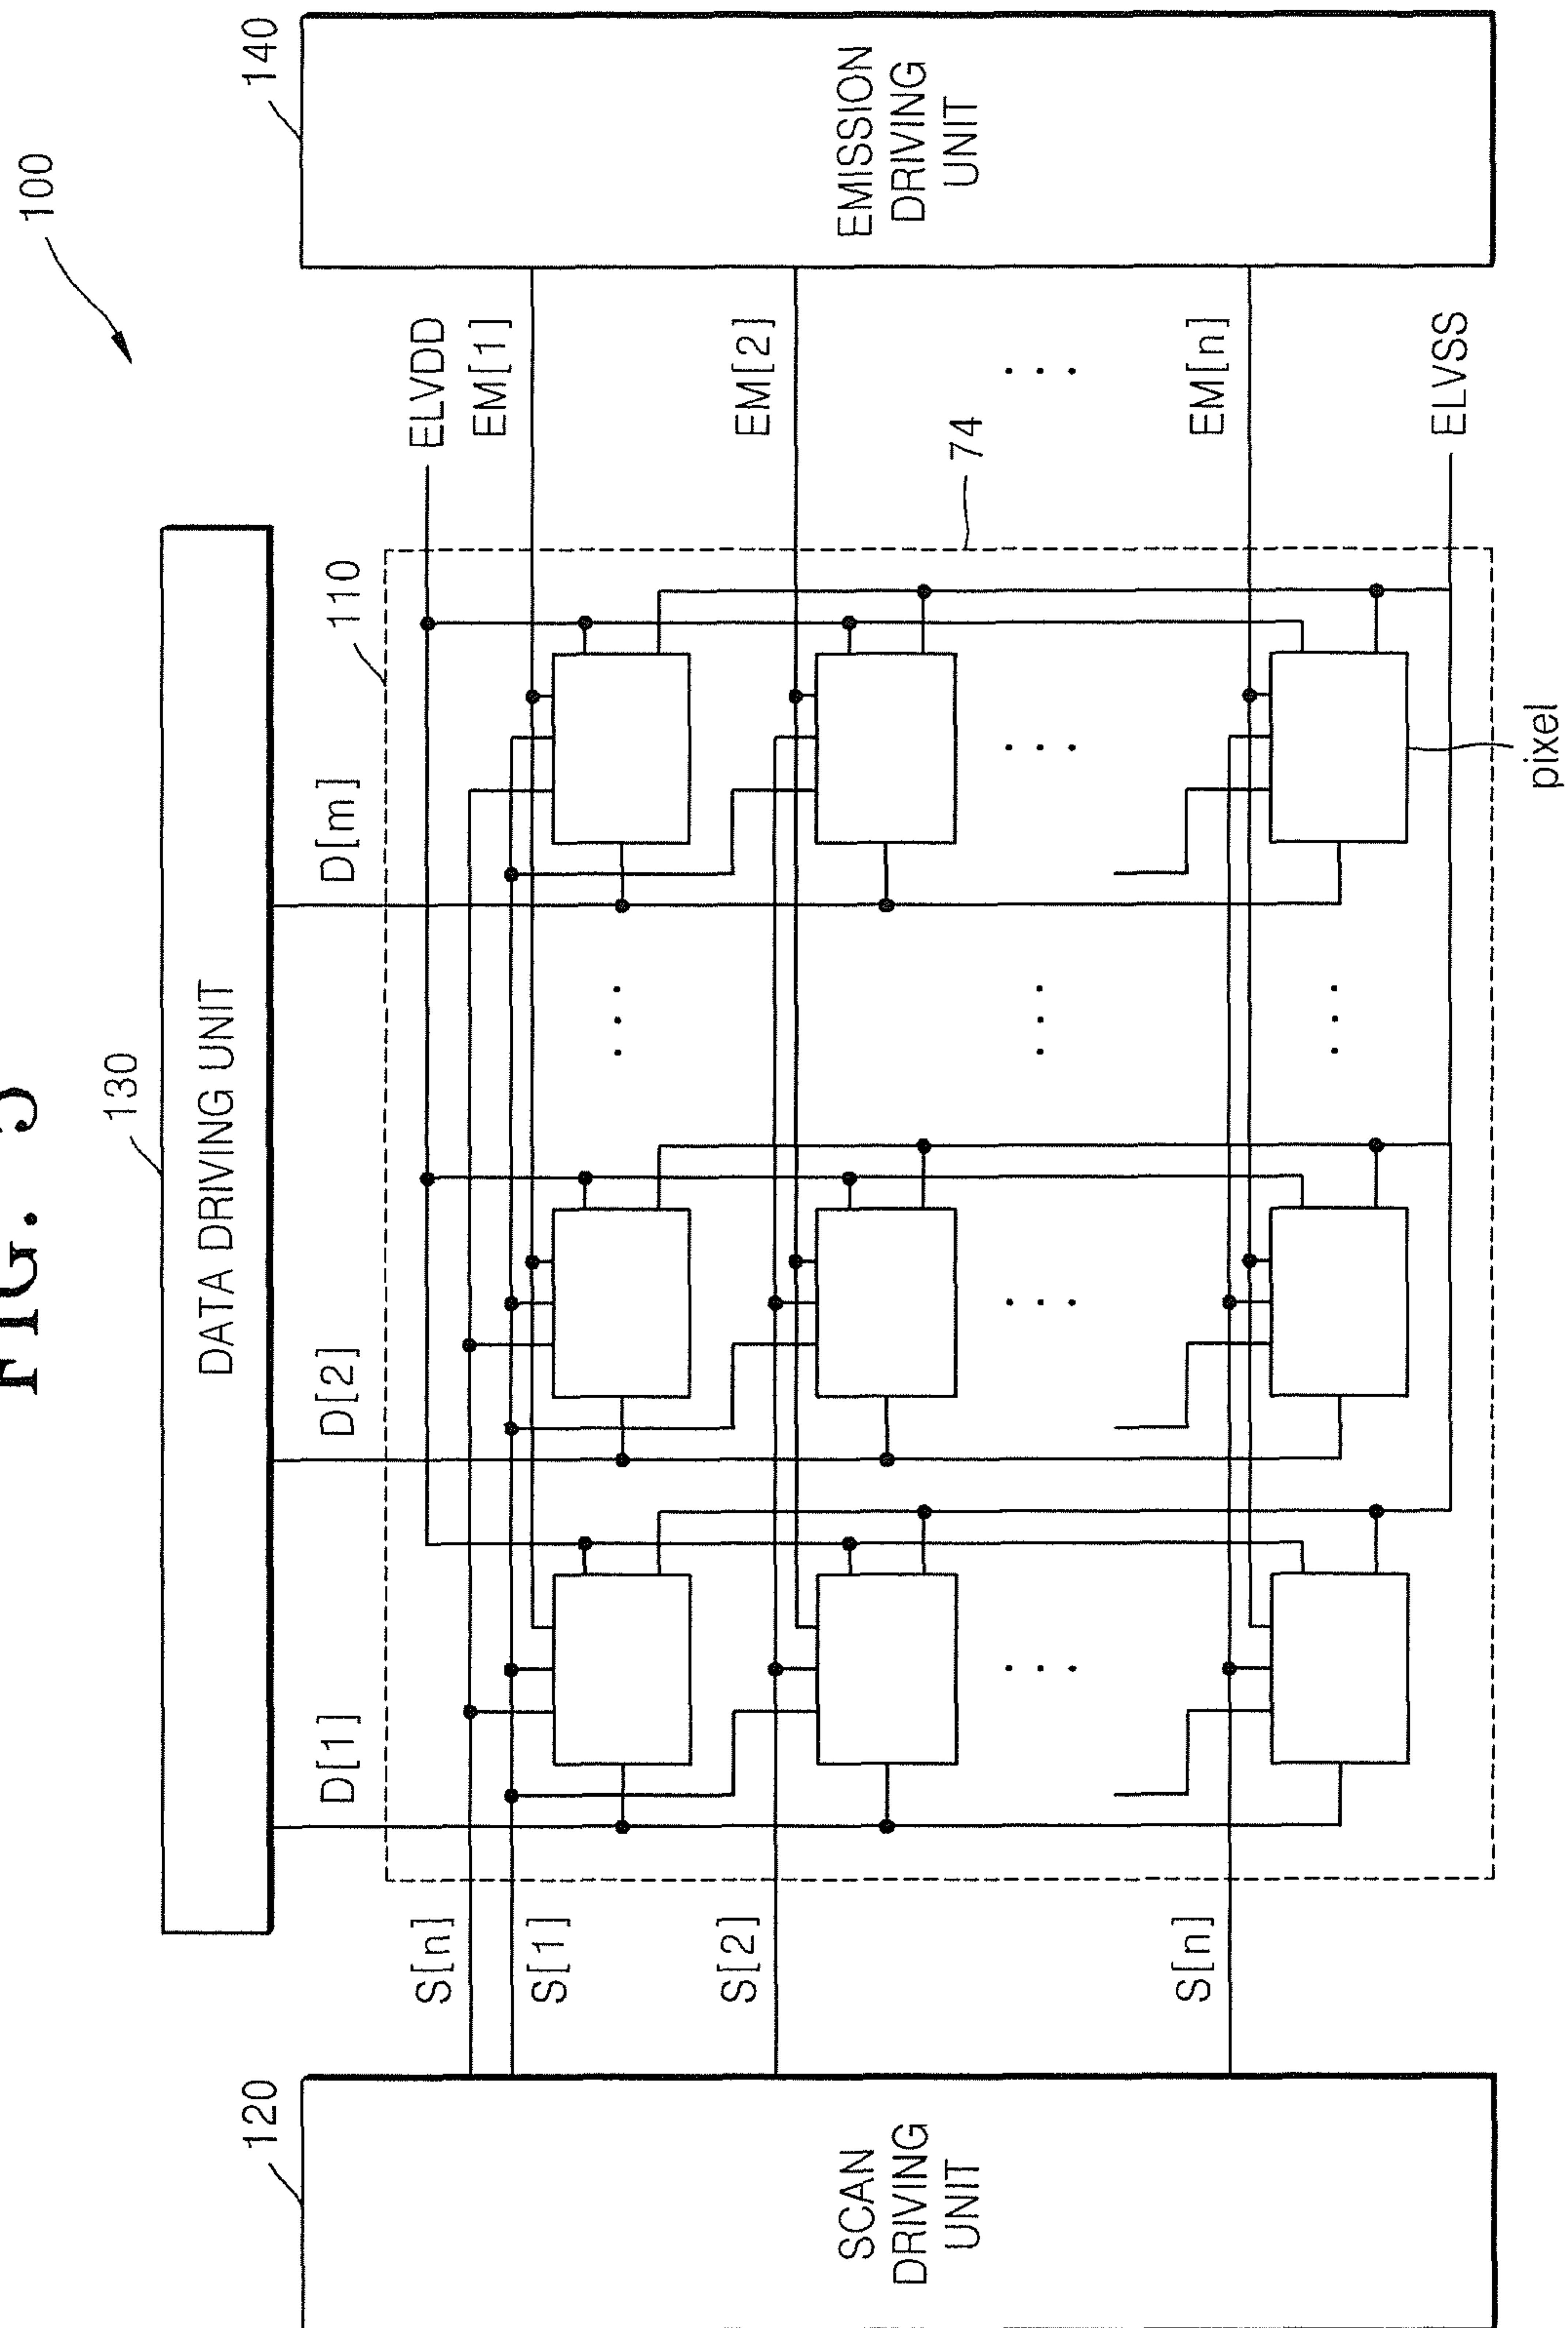 FIG. 5
100
130
DATA DRIVING UNIT
120
SCAN
DRIVING
UNIT
140
EMISSION
DRIVING
UNIT
110
D[1]
D[2]
D[m]
S[n]
S[1]
S[2]
S[n]
ELVDD
EM[1]
EM[2]
EM[n]
ELVSS
74
pixel